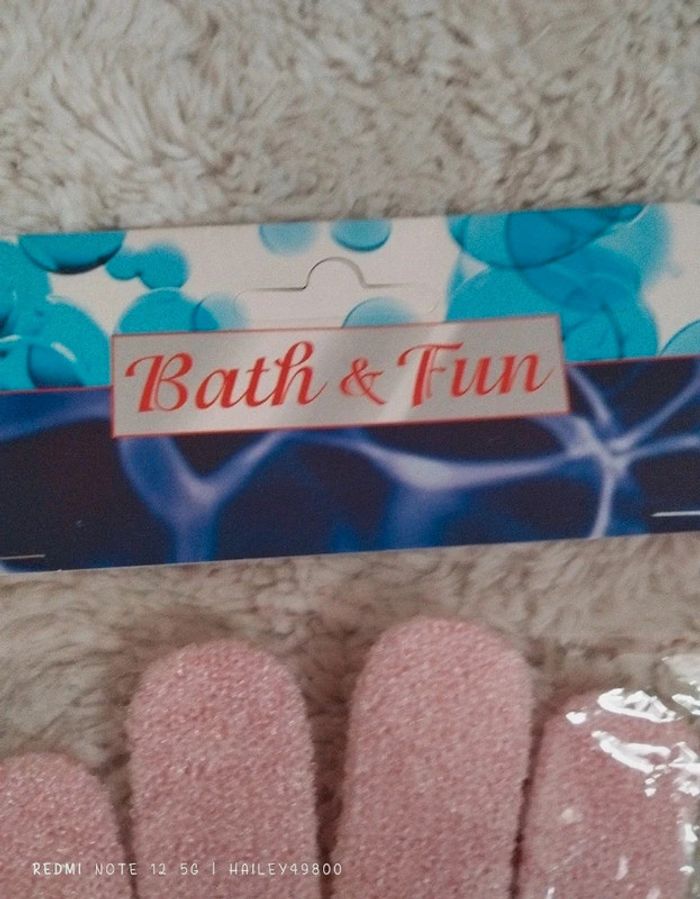 Bath & Fun
REDMI NOTE 12 5G | HAILEY49800